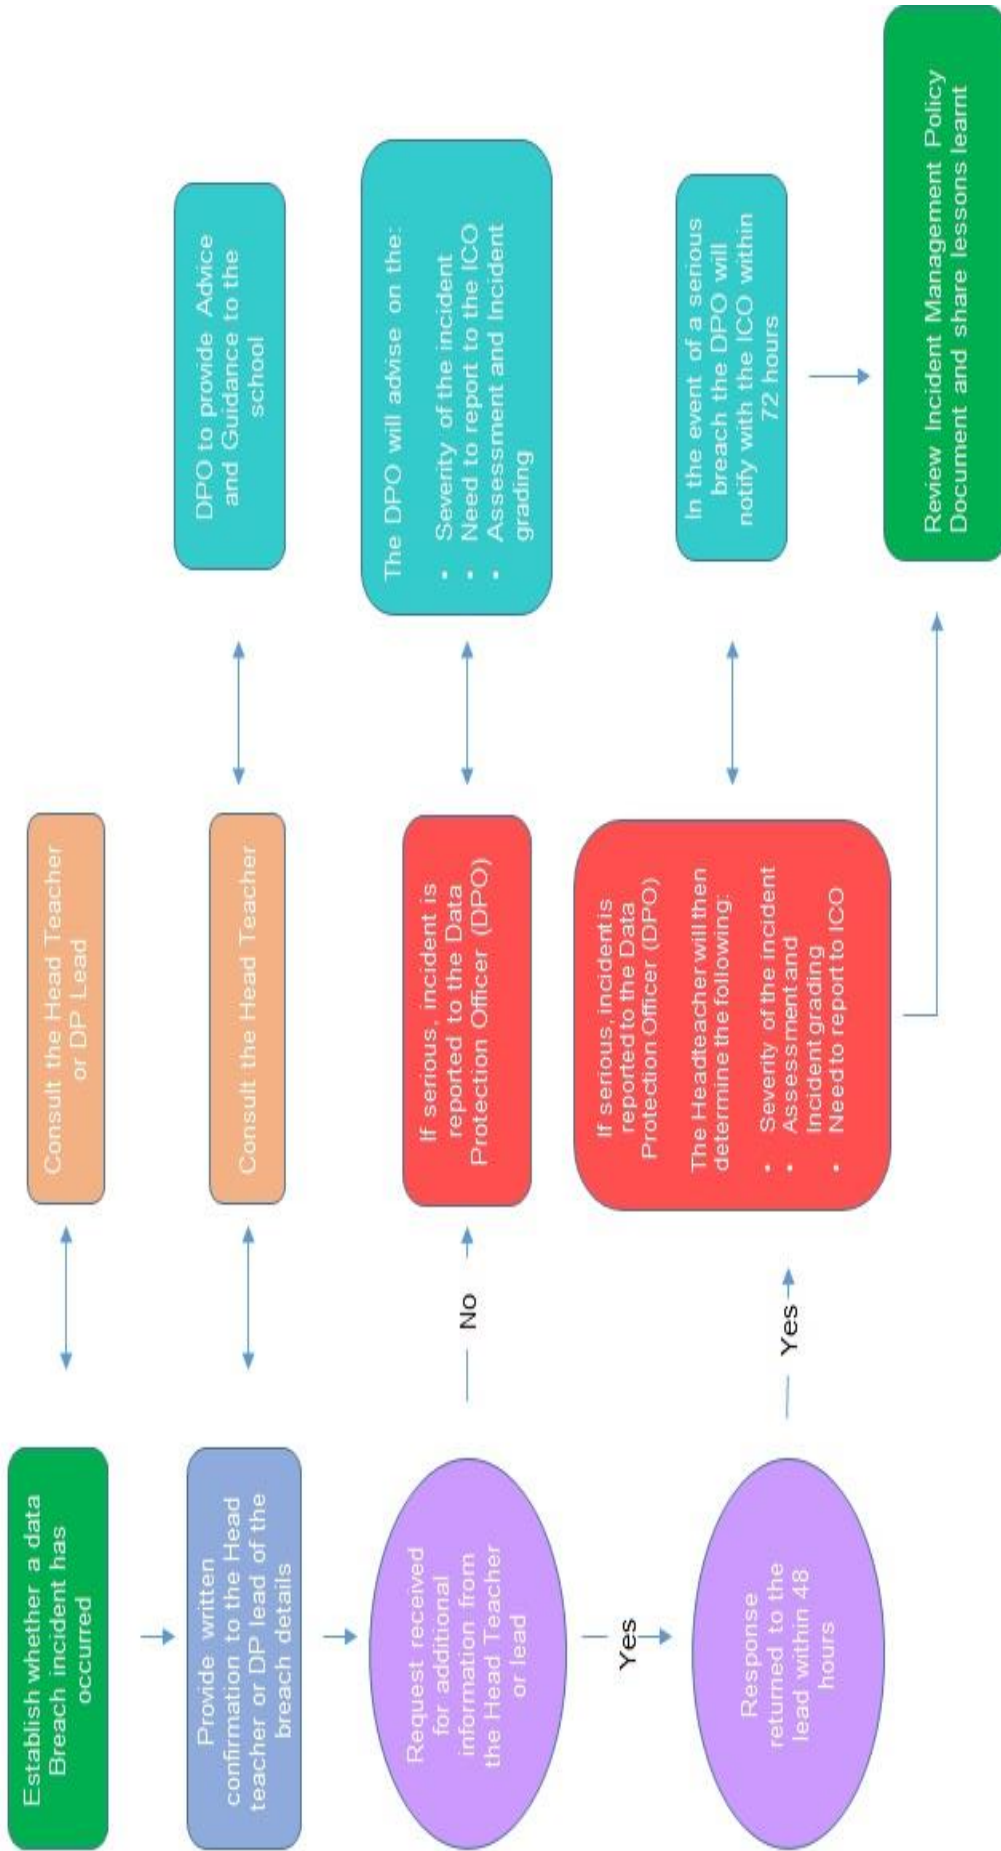 Establish whether a data
Breach incident has
occurred
Consult the Head Teacher
or DP Lead
Provide written
confirmation to the Head
teacher or DP lead of the
breach details
Consult the Head Teacher
DPO to provide Advice
and Guidance to the
school
Request received
for additional
information from
the Head Teacher
or lead
No
If serious, incident is
reported to the Data
Protection Officer (DPO)
The DPO will advise on the:
• Severity of the incident
• Need to report to the ICO
• Assessment and Incident
grading
Yes
Response
returned to the
lead within 48
hours
Yes
If serious, incident is
reported to the Data
Protection Officer (DPO)
The Headteacher will then
determine the following:
• Severity of the incident
• Assessment and
Incident grading
• Need to report to ICO
In the event of a serious
breach the DPO will
notify with the ICO within
72 hours
Review Incident Management Policy
Document and share lessons learnt